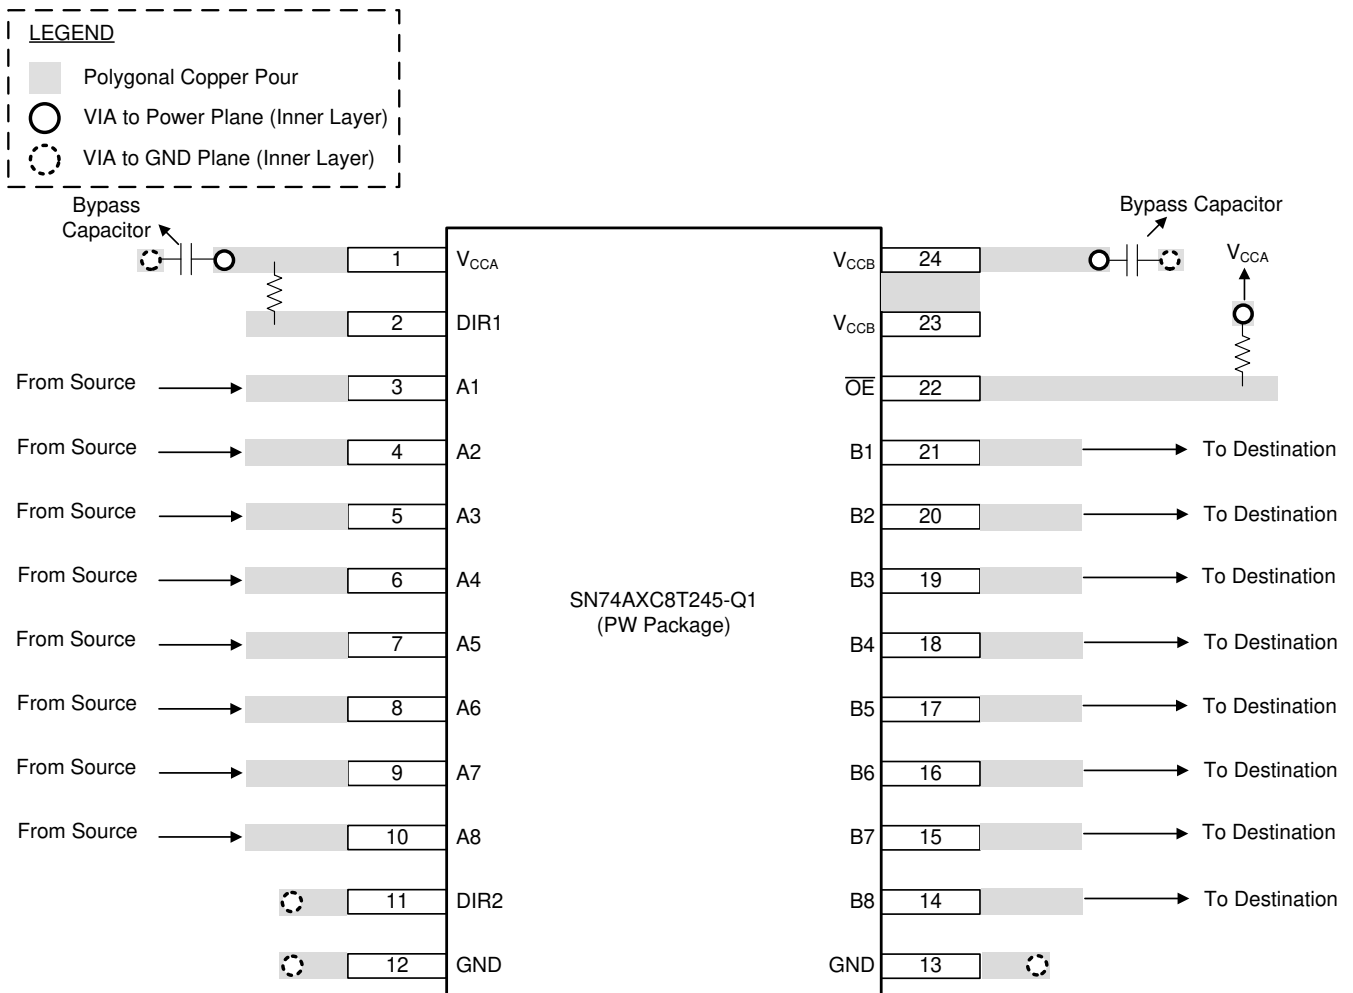 LEGEND
Polygonal Copper Pour
VIA to Power Plane (Inner Layer)
VIA to GND Plane (Inner Layer)
Bypass
Capacitor
Bypass Capacitor
VCCA
1 VCCA
VCCB 24
2 DIR1
VCCB 23
From Source 3 A1
OE 22
From Source 4 A2
B1 21 To Destination
From Source 5 A3
B2 20 To Destination
From Source 6 A4
B3 19 To Destination
SN74AXC8T245-Q1
(PW Package)
From Source 7 A5
B4 18 To Destination
From Source 8 A6
B5 17 To Destination
From Source 9 A7
B6 16 To Destination
From Source 10 A8
B7 15 To Destination
11 DIR2
B8 14 To Destination
12 GND
GND 13